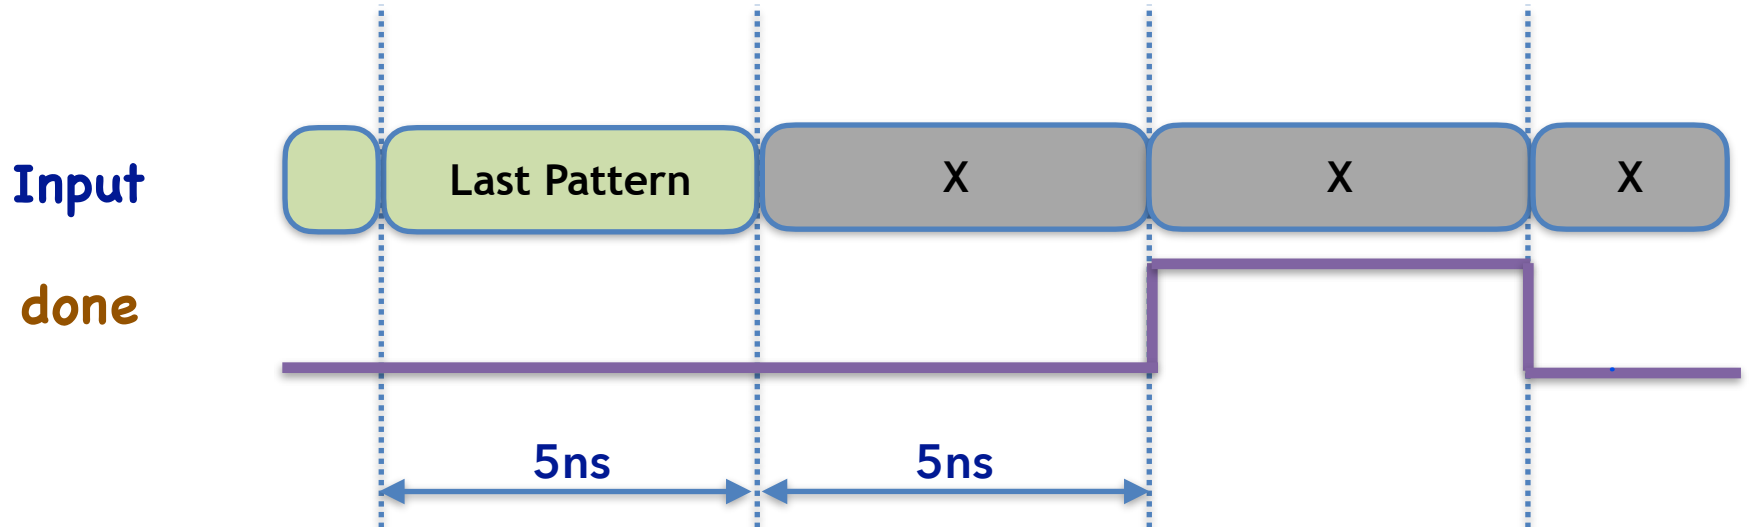 Input
Last Pattern
X
X
X
done
5ns
5ns